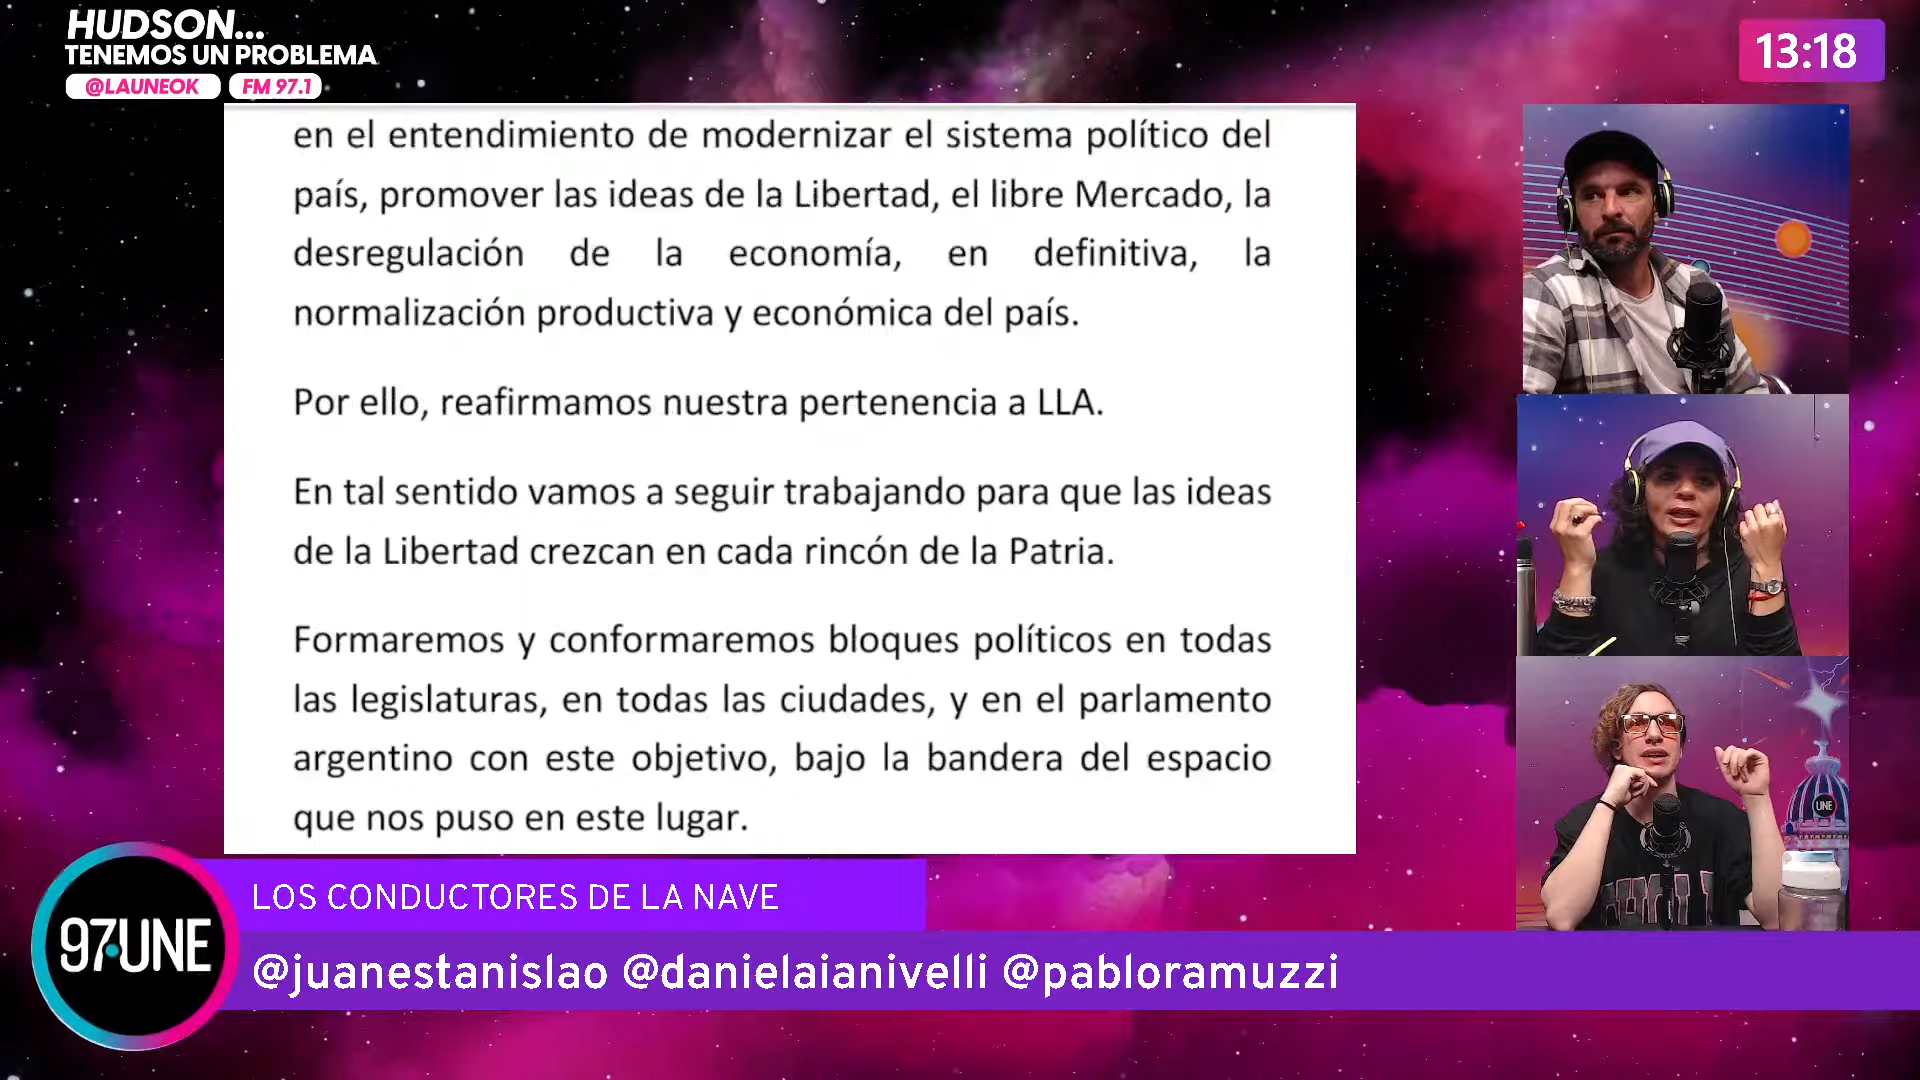 HUDSON...
TENEMOS UN PROBLEMA
@LAUNEOK FM 97.1
13:18
en el entendimiento de modernizar el sistema político del
país, promover las ideas de la Libertad, el libre Mercado, la
desregulación de la economía, en definitiva, la
normalización productiva y económica del país.
Por ello, reafirmamos nuestra pertenencia a LLA.
En tal sentido vamos a seguir trabajando para que las ideas
de la Libertad crezcan en cada rincón de la Patria.
Formaremos y conformaremos bloques políticos en todas
las legislaturas, en todas las ciudades, y en el parlamento
argentino con este objetivo, bajo la bandera del espacio
que nos puso en este lugar.
UNE
LOS CONDUCTORES DE LA NAVE
97.UNE
@juanestanislao @danielaianivelli @pabloramuzzi